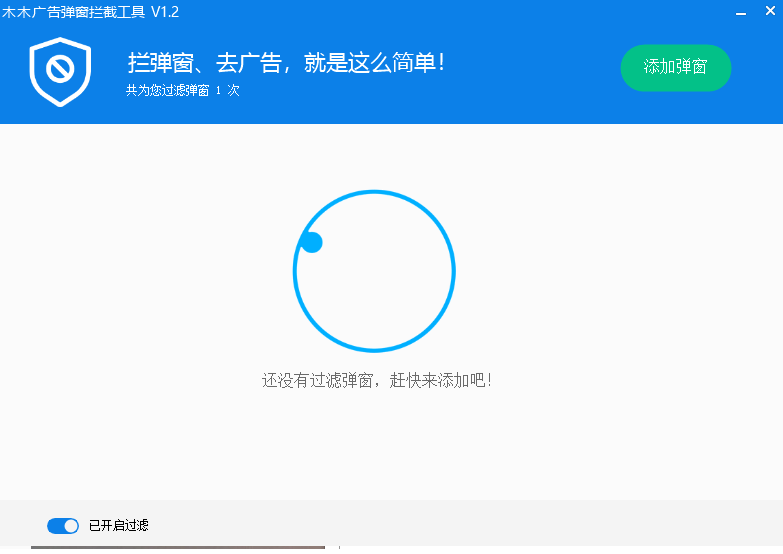 木木广告弹窗拦截工具 V1.2
拦弹窗、去广告，就是这么简单！
共为您过滤弹窗 1 次
添加弹窗
还没有过滤弹窗，赶快来添加吧！
已开启过滤